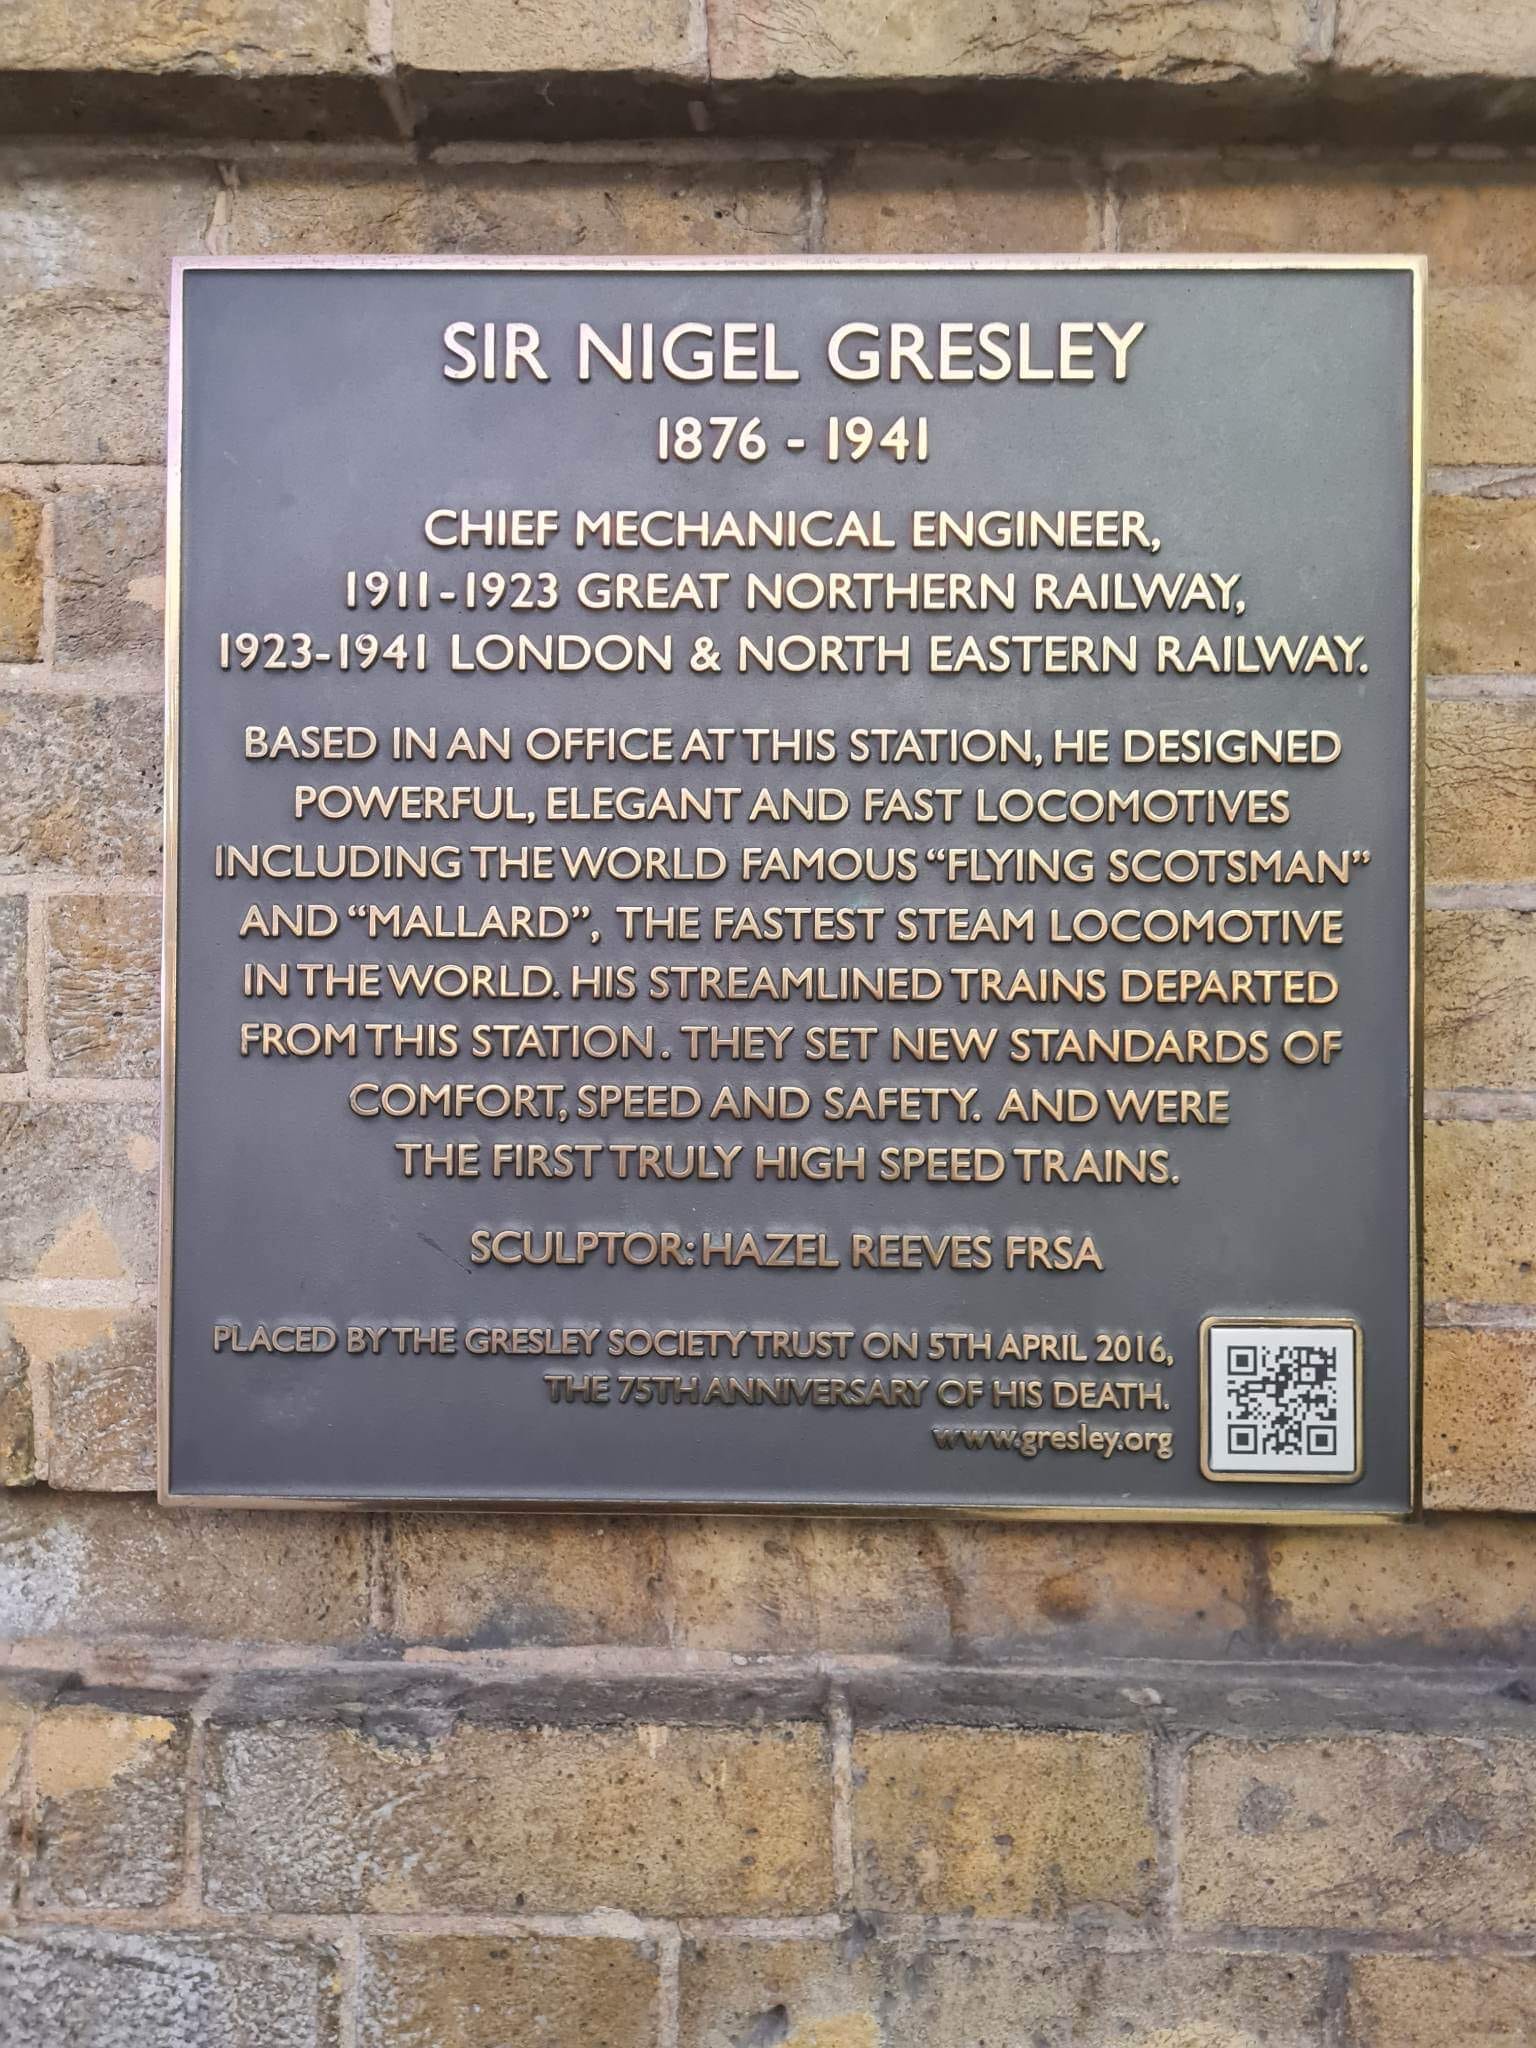 SIR NIGEL GRESLEY
1876 - 1941
CHIEF MECHANICAL ENGINEER,
1911-1923 GREAT NORTHERN RAILWAY,
1923-1941 LONDON & NORTH EASTERN RAILWAY.
BASED IN AN OFFICE AT THIS STATION, HE DESIGNED
POWERFUL, ELEGANT AND FAST LOCOMOTIVES
INCLUDING THE WORLD FAMOUS “FLYING SCOTSMAN”
AND “MALLARD”, THE FASTEST STEAM LOCOMOTIVE
IN THE WORLD. HIS STREAMLINED TRAINS DEPARTED
FROM THIS STATION. THEY SET NEW STANDARDS OF
COMFORT, SPEED AND SAFETY. AND WERE
THE FIRST TRULY HIGH SPEED TRAINS.
SCULPTOR: HAZEL REEVES FRSA
PLACED BY THE GRESLEY SOCIETY TRUST ON 5TH APRIL 2016,
THE 75TH ANNIVERSARY OF HIS DEATH.
www.gresley.org